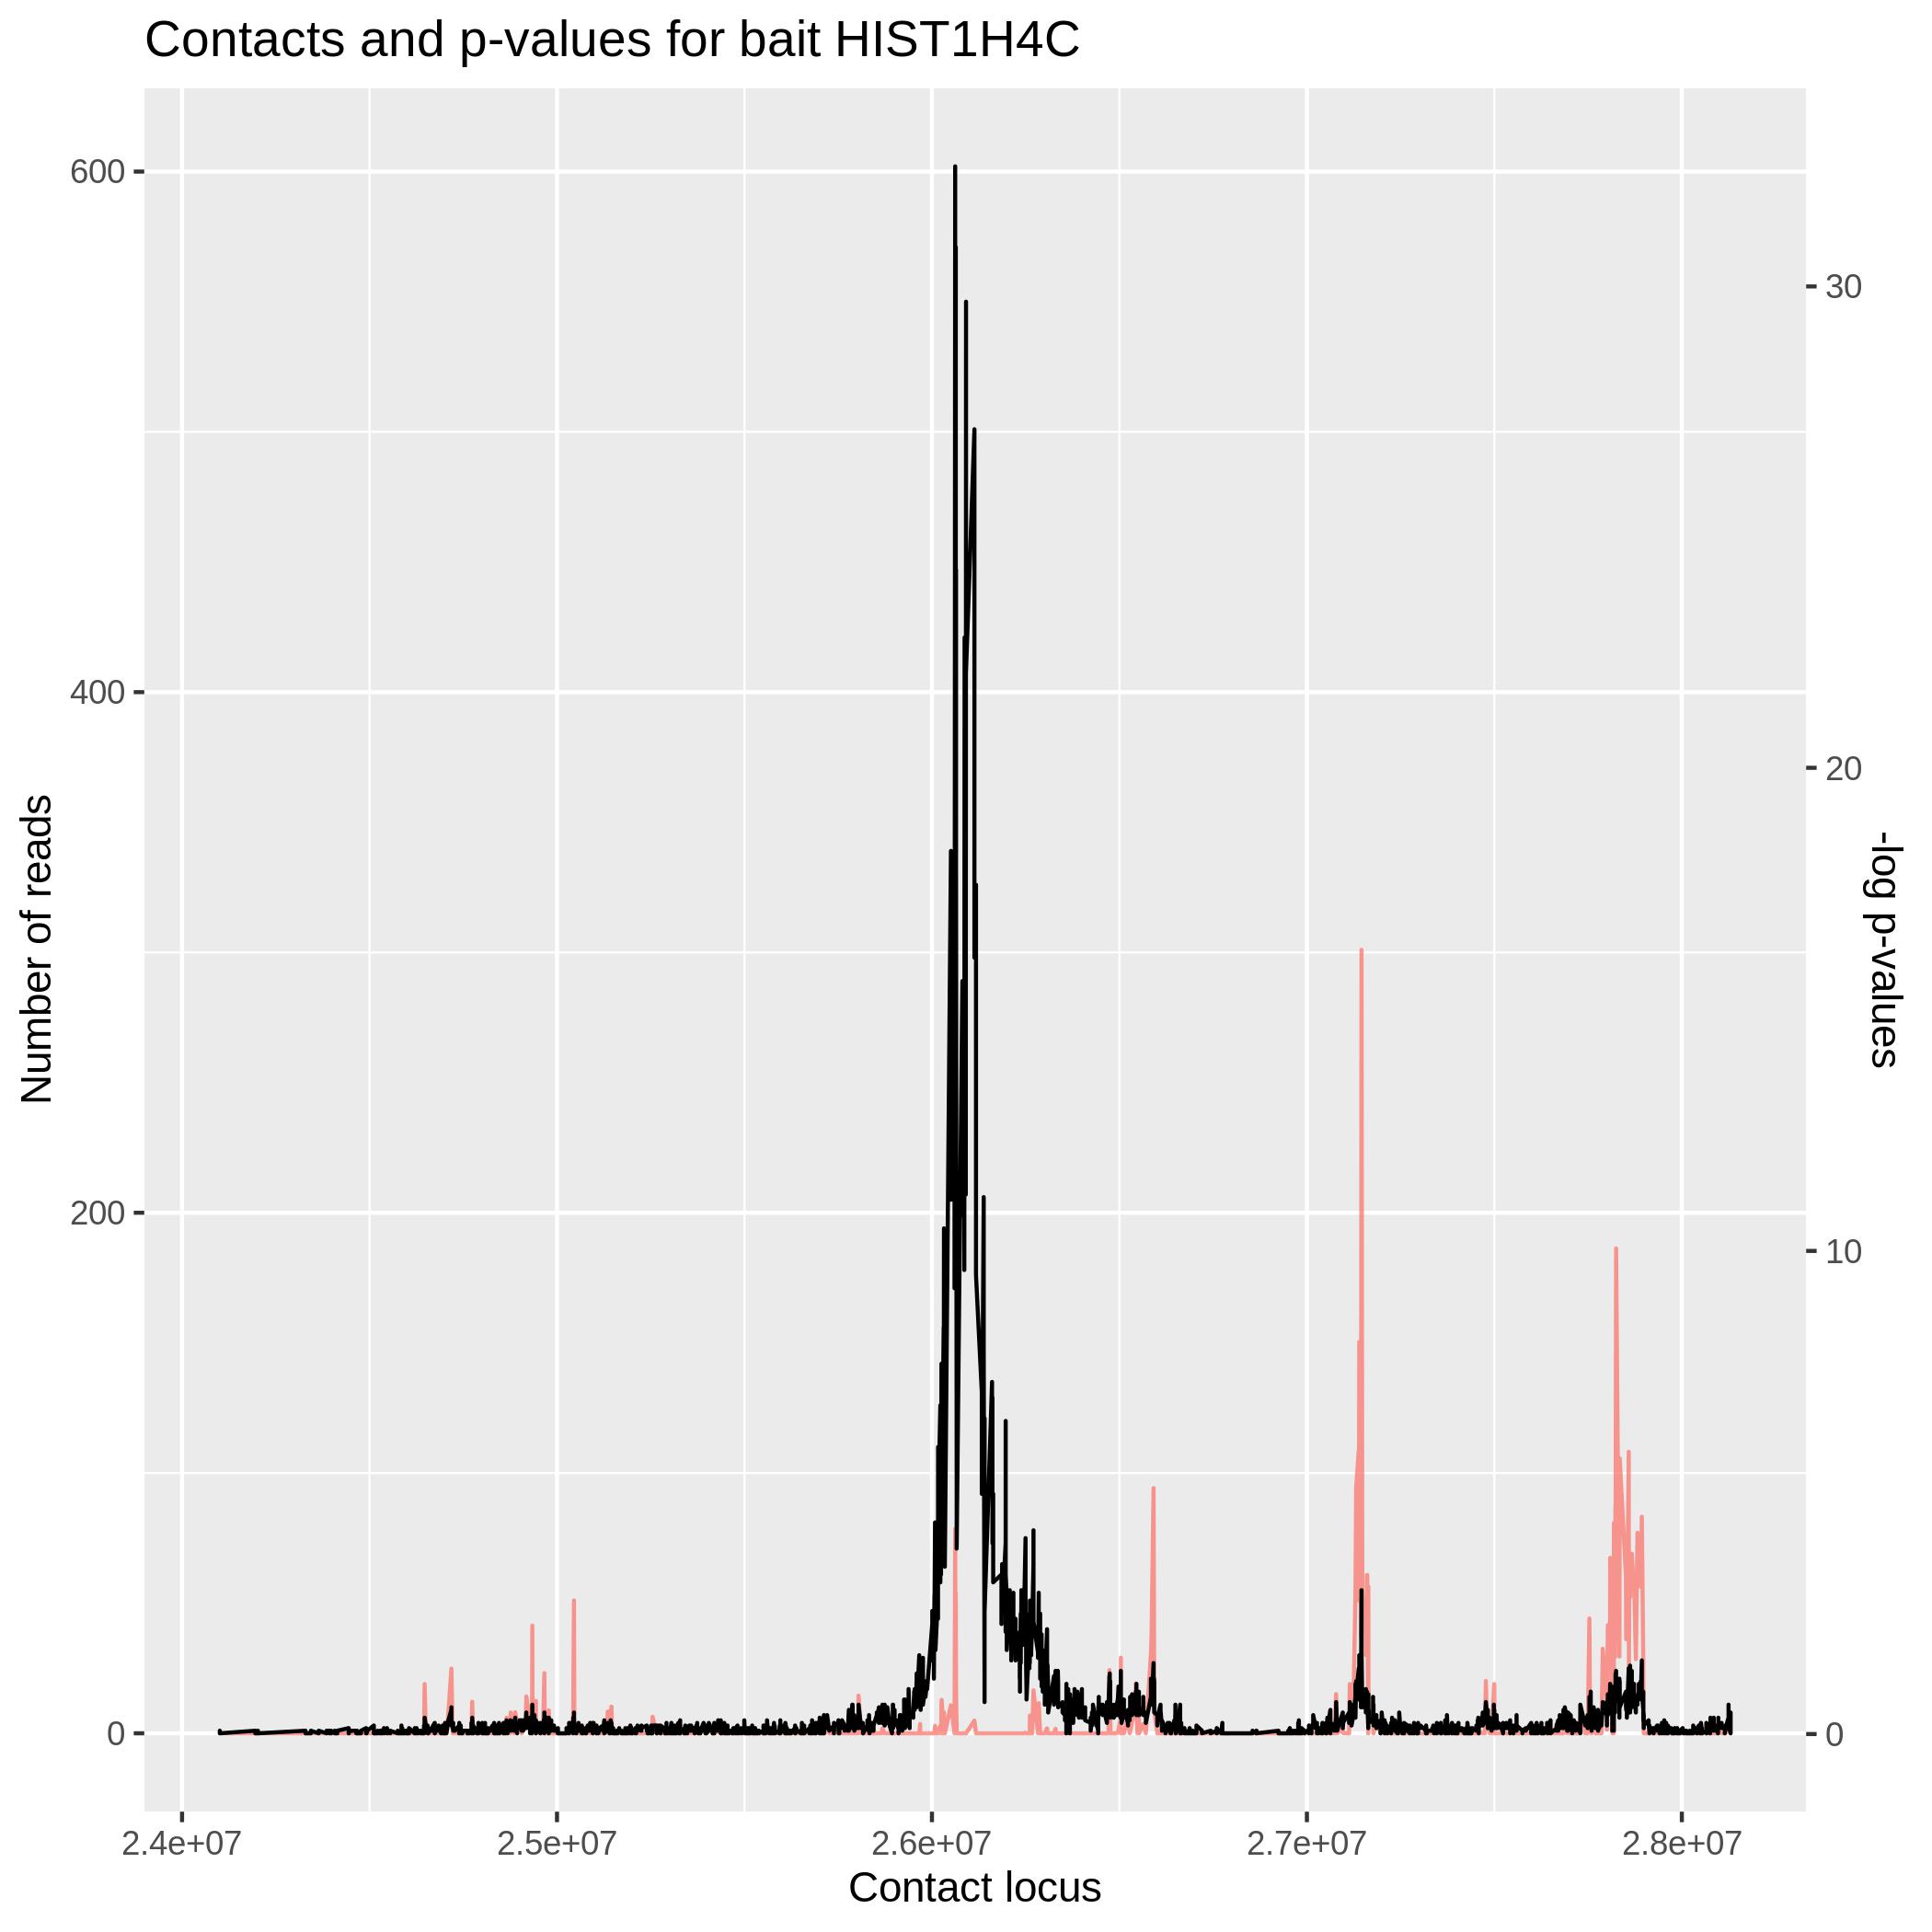 Contacts and p-values for bait HIST1H4C
600
400
200
0
Number of reads
30
20
10
0
-log p-values
2.4e+07 2.5e+07 2.6e+07 2.7e+07 2.8e+07
Contact locus